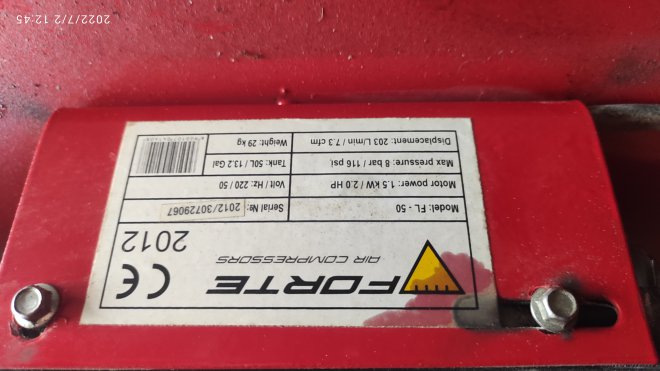 FORTE
AIR COMPRESSORS
CE
2012
Model: FL - 50
Serial №: 2012/30729067
Motor power: 1.5 kW / 2.0 HP
Volt / Hz: 220 / 50
Max pressure: 8 bar / 116 psi
Tank: 50L / 13.2 Gal
Displacement: 203 L/min / 7.3 cfm
Weight: 29 kg
2022/7/2 12:45